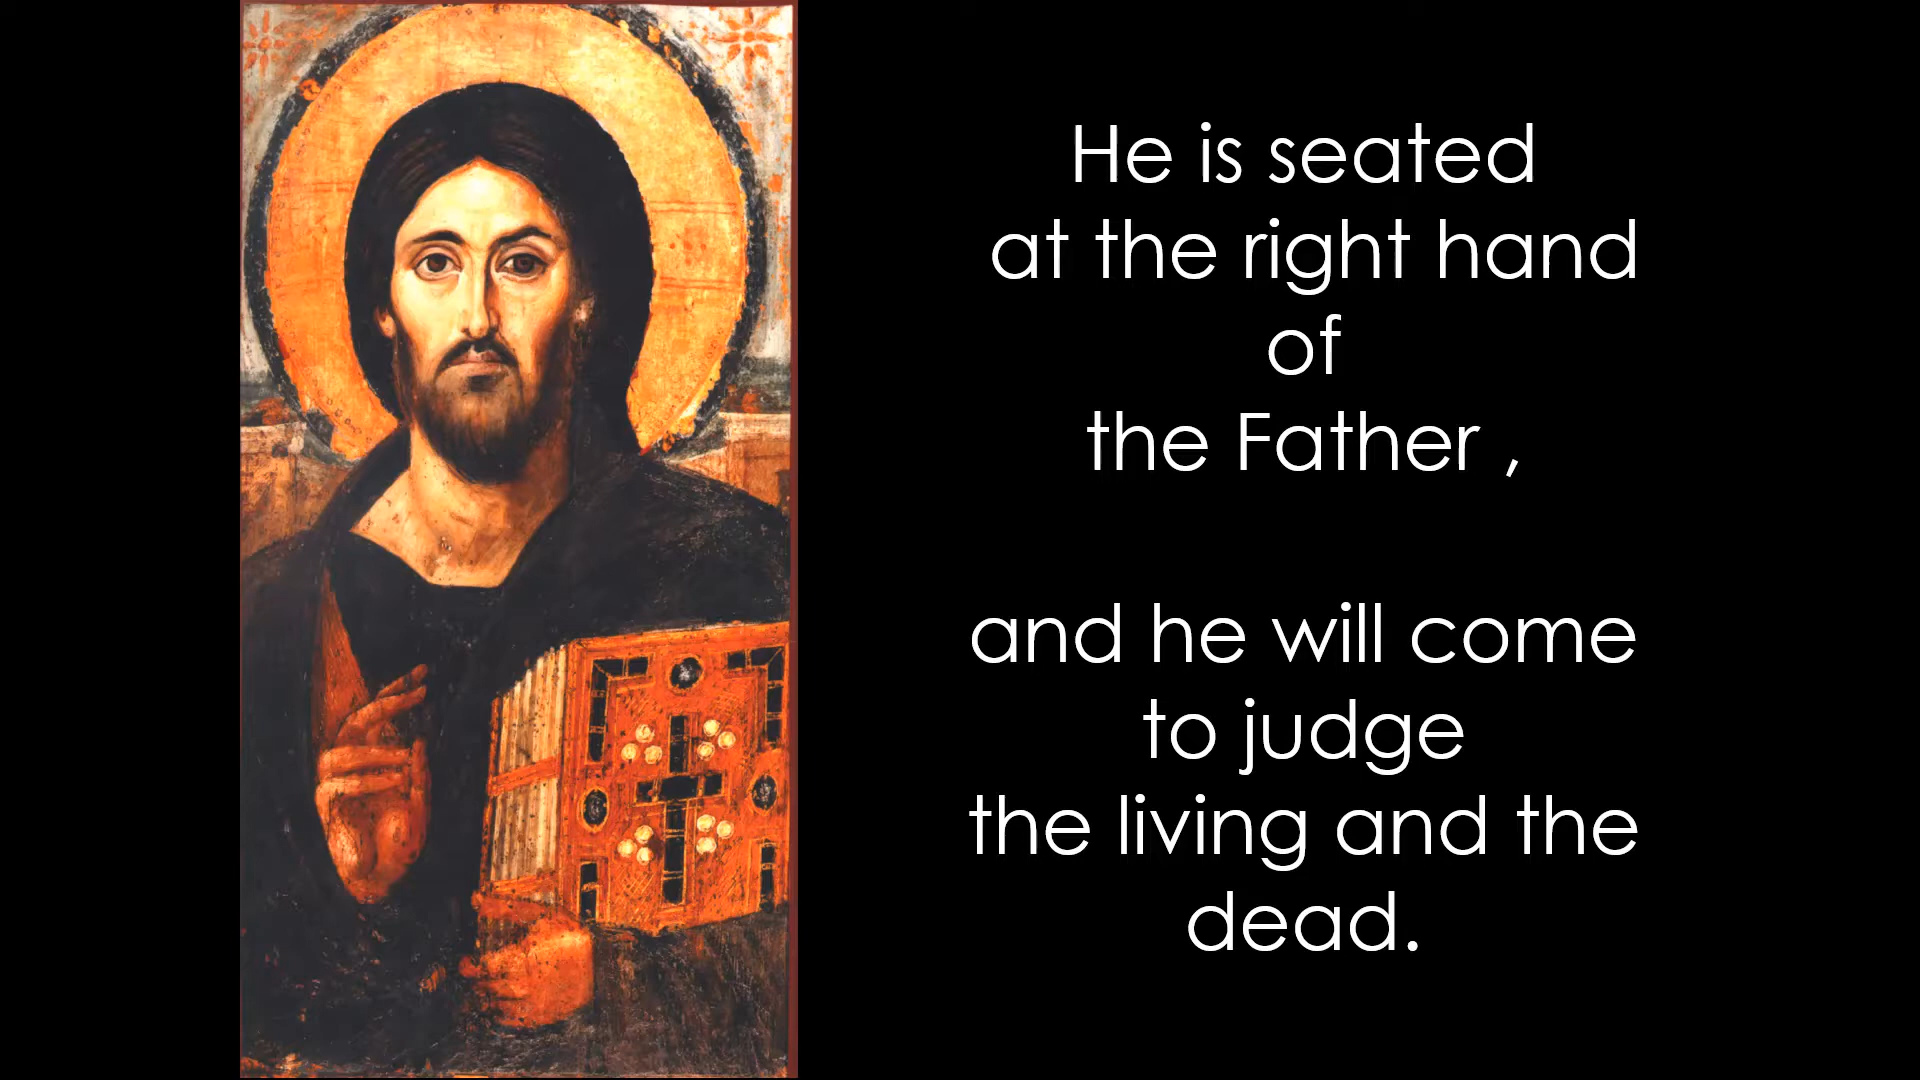 He is seated
at the right hand
of
the Father ,
and he will come
to judge
the living and the
dead.